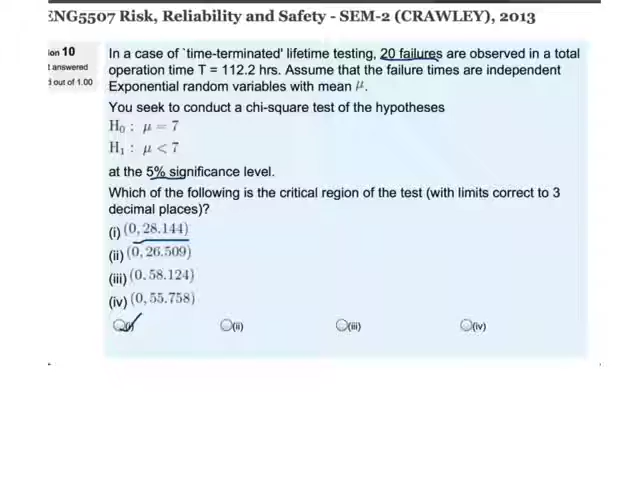 ENG5507 Risk, Reliability and Safety - SEM-2 (CRAWLEY), 2013
ion 10
t answered
d out of 1.00
In a case of `time-terminated' lifetime testing, 20 failures are observed in a total
operation time T = 112.2 hrs. Assume that the failure times are independent
Exponential random variables with mean μ.
You seek to conduct a chi-square test of the hypotheses
H₀ : μ = 7
H₁ : μ < 7
at the 5% significance level.
Which of the following is the critical region of the test (with limits correct to 3
decimal places)?
(i) (0, 28.144)
(ii) (0, 26.509)
(iii) (0.58.124)
(iv) (0, 55.758)
(i) (ii) (iii) (iv)